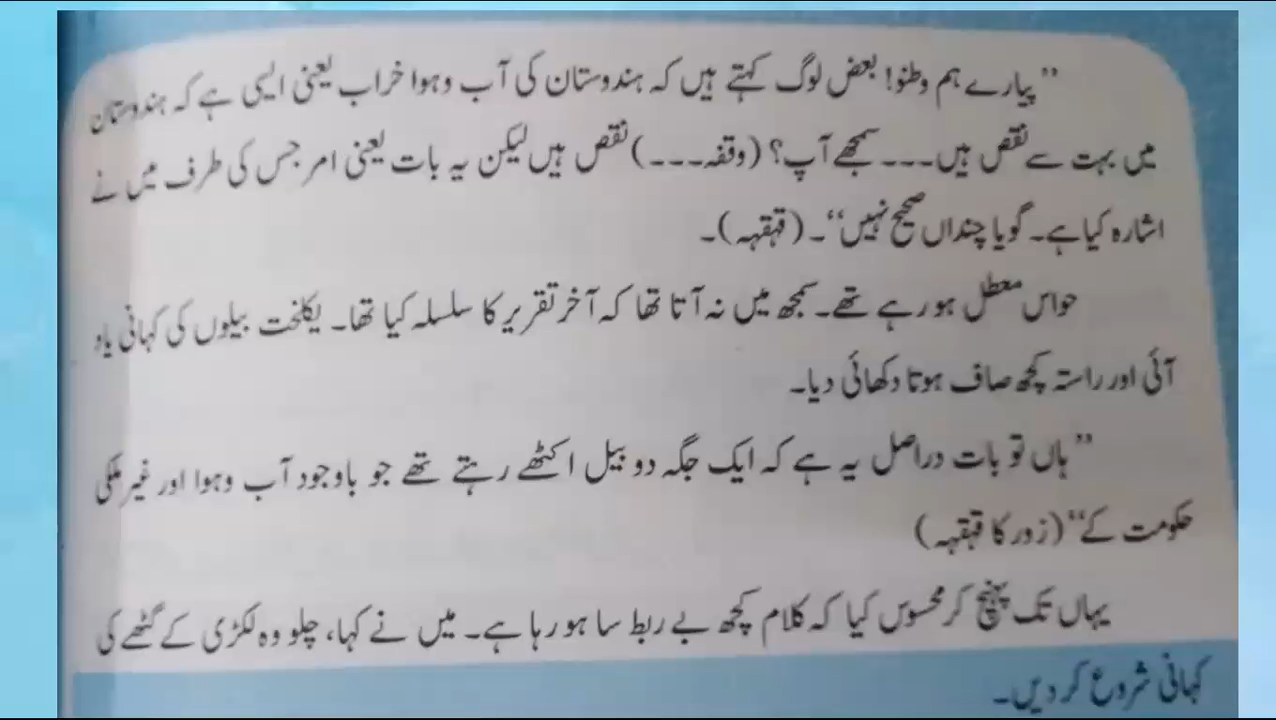 ”پیارے ہم وطنو! بعض لوگ کہتے ہیں کہ ہندوستان کی آب و ہوا خراب یعنی ایسی ہے کہ ہندوستان
میں بہت سے نقص ہیں۔۔۔ سمجھے آپ؟ (وقفہ۔۔۔) نقص ہیں لیکن یہ بات یعنی امر جس کی طرف میں نے
اشارہ کیا ہے۔ گویا چنداں صحیح نہیں“۔ (قہقہہ)۔
حواس معطل ہو رہے تھے۔ سمجھ میں نہ آتا تھا کہ آخر تقریر کا سلسلہ کیا تھا۔ یکلخت بیلوں کی کہانی یاد
آئی اور راستہ کچھ صاف ہوتا دکھائی دیا۔
”ہاں تو بات دراصل یہ ہے کہ ایک جگہ دو بیل اکٹھے رہتے تھے جو باوجود آب و ہوا اور غیر ملکی
حکومت کے“ (زور کا قہقہہ)
یہاں تک پہنچ کر محسوس کیا کہ کلام کچھ بے ربط سا ہو رہا ہے۔ میں نے کہا، چلو وہ لکڑی کے گٹھے کی
کہانی شروع کر دیں۔